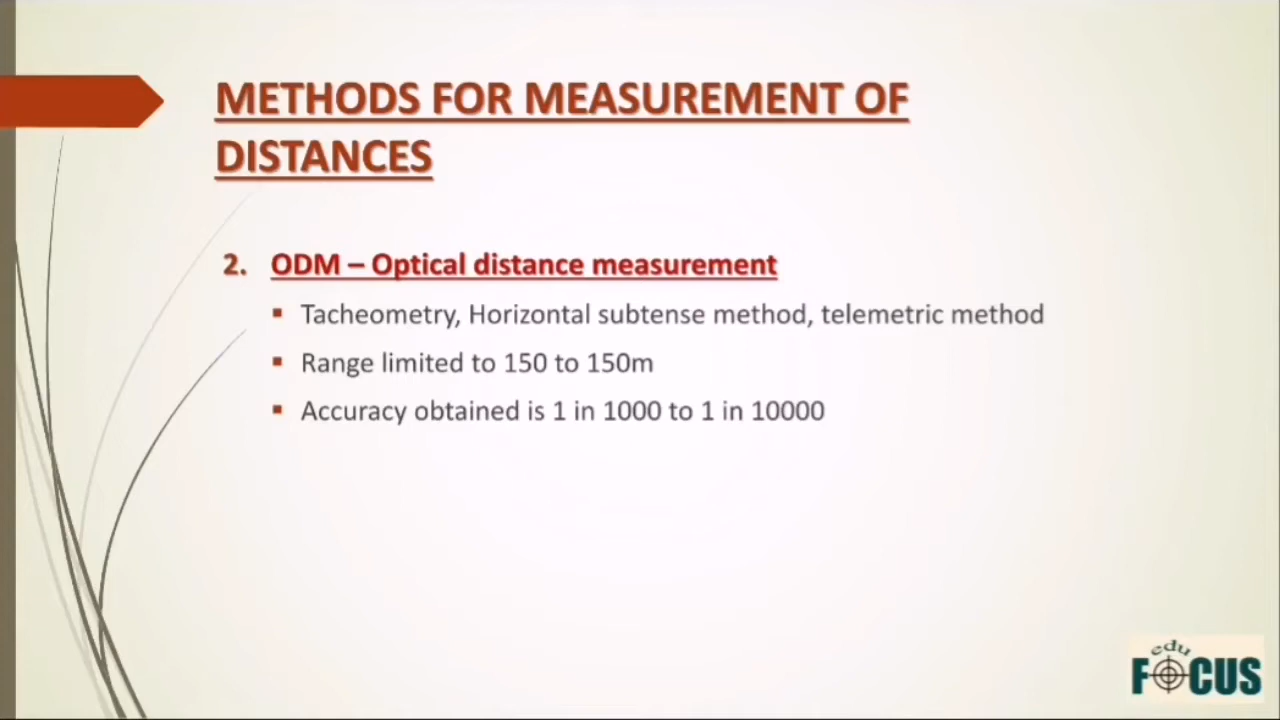 METHODS FOR MEASUREMENT OF
DISTANCES
2. ODM – Optical distance measurement
▪ Tacheometry, Horizontal subtense method, telemetric method
▪ Range limited to 150 to 150m
▪ Accuracy obtained is 1 in 1000 to 1 in 10000
edu
FOCUS